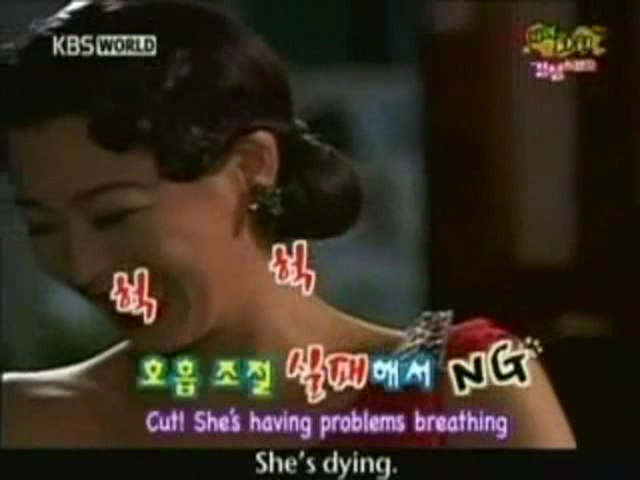 KBS WORLD
헉
헉
호흡 조절 실패해서 NG
Cut! She's having problems breathing
She's dying.